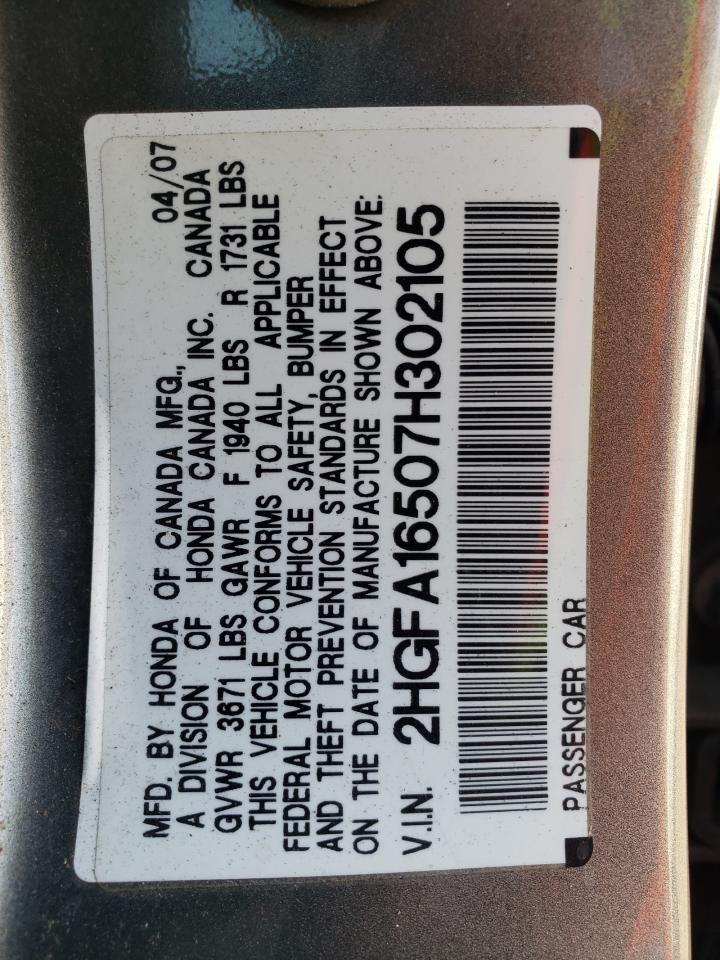 MFD. BY HONDA OF CANADA MFG., 04/07
A DIVISION OF HONDA CANADA INC. CANADA
GVWR 3671 LBS GAWR F 1940 LBS R 1731 LBS
THIS VEHICLE CONFORMS TO ALL APPLICABLE
FEDERAL MOTOR VEHICLE SAFETY, BUMPER
AND THEFT PREVENTION STANDARDS IN EFFECT
ON THE DATE OF MANUFACTURE SHOWN ABOVE.
V.I.N. 2HGFA16507H302105
PASSENGER CAR